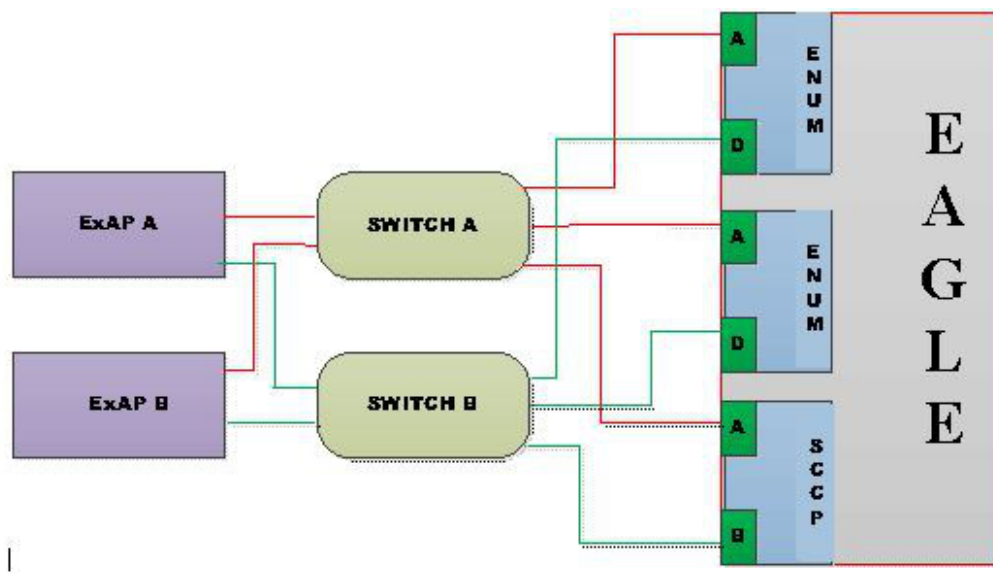 ExAP A
ExAP B
SWITCH A
SWITCH B
A
ENUM
D
A
ENUM
D
A
SCCP
B
EAGLE